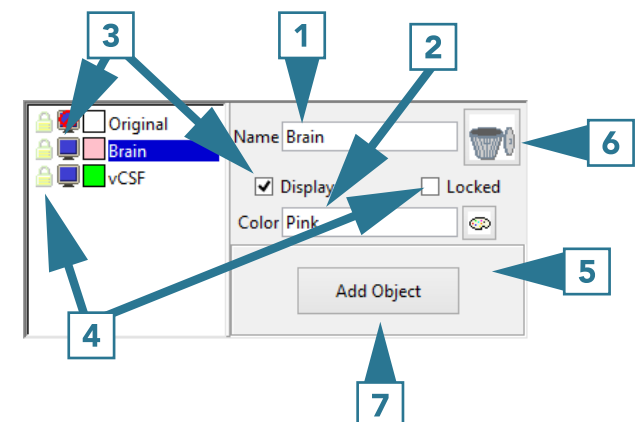 3
1
2
Original
Brain
vCSF
Name Brain
6
Display
Locked
Color Pink
5
Add Object
4
7